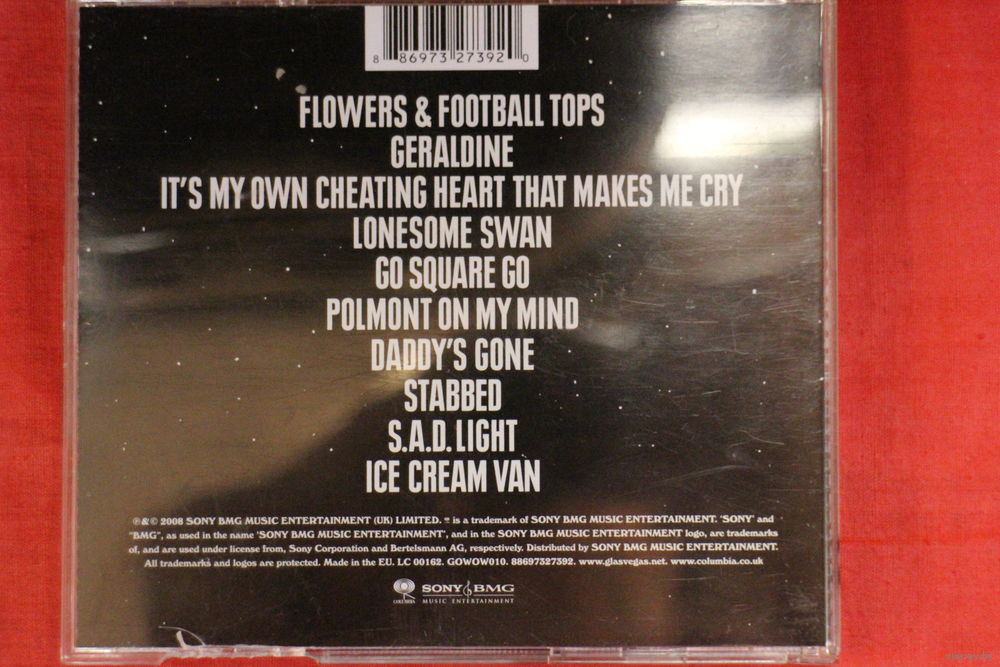 8 86973 27392 0
FLOWERS & FOOTBALL TOPS
GERALDINE
IT'S MY OWN CHEATING HEART THAT MAKES ME CRY
LONESOME SWAN
GO SQUARE GO
POLMONT ON MY MIND
DADDY'S GONE
STABBED
S.A.D. LIGHT
ICE CREAM VAN
℗&© 2008 SONY BMG MUSIC ENTERTAINMENT (UK) LIMITED. is a trademark of SONY BMG MUSIC ENTERTAINMENT. 'SONY' and
"BMG", as used in the name 'SONY BMG MUSIC ENTERTAINMENT', and in the SONY BMG MUSIC ENTERTAINMENT logo, are trademarks
of, and are used under license from, Sony Corporation and Bertelsmann AG, respectively. Distributed by SONY BMG MUSIC ENTERTAINMENT.
All trademarks and logos are protected. Made in the EU. LC 00162. GOWOW010. 88697327392. www.glasvegas.net. www.columbia.co.uk
COLUMBIA
SONY BMG
MUSIC ENTERTAINMENT